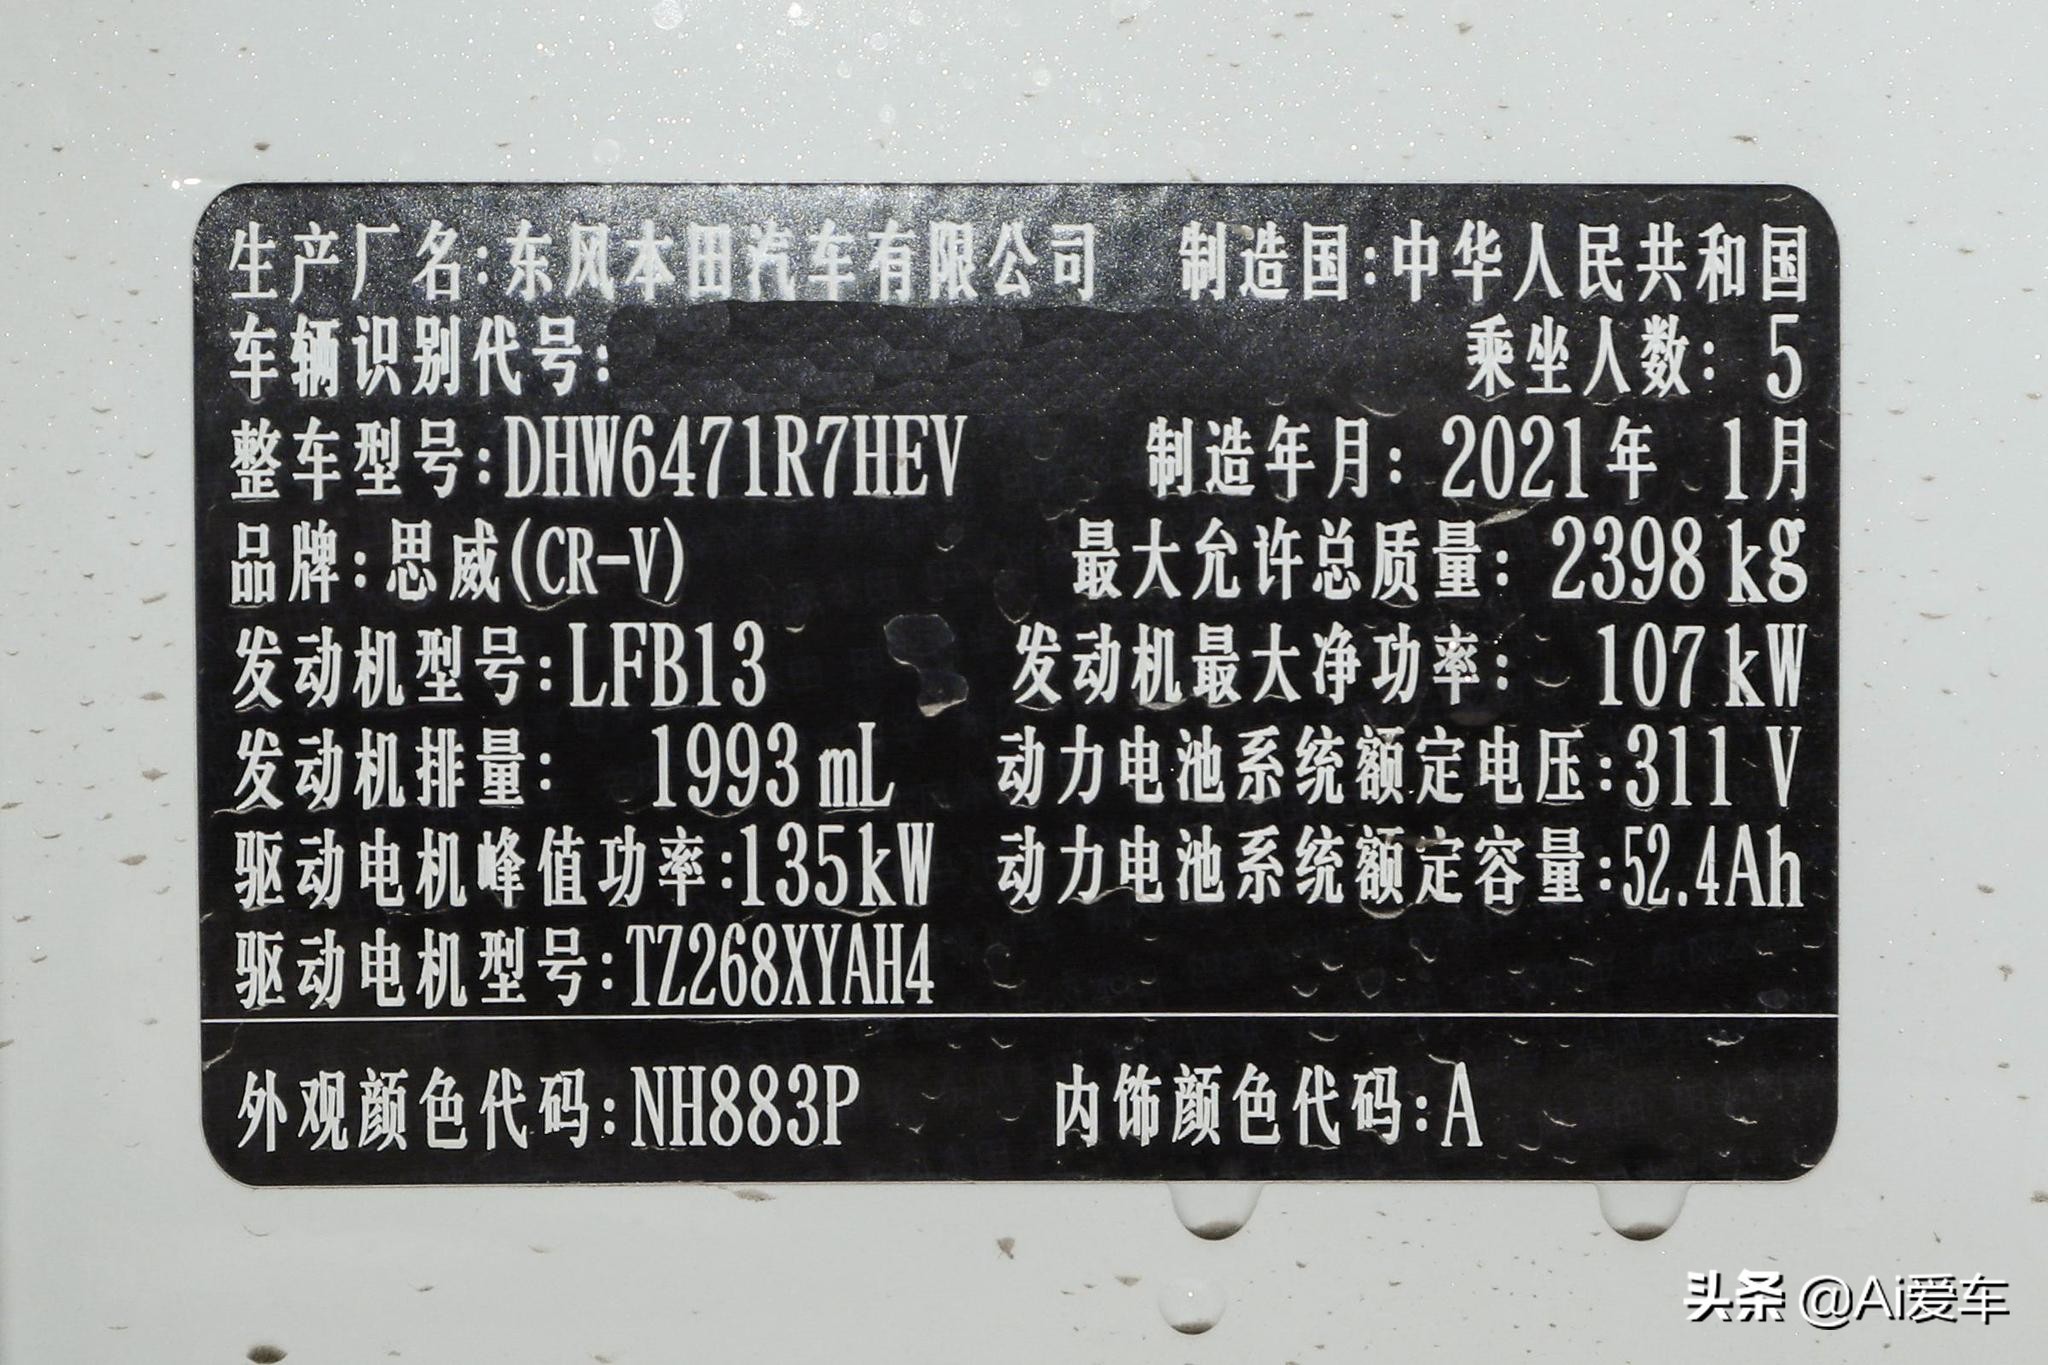 生产厂名:东风本田汽车有限公司 制造国:中华人民共和国
车辆识别代号: 乘坐人数: 5
整车型号:DHW6471R7HEV 制造年月: 2021年 1月
品牌:思威(CR-V) 最大允许总质量: 2398 kg
发动机型号:LFB13 发动机最大净功率: 107 kW
发动机排量: 1993 mL 动力电池系统额定电压:311 V
驱动电机峰值功率:135kW 动力电池系统额定容量:52.4Ah
驱动电机型号:TZ268XYAH4
外观颜色代码:NH883P 内饰颜色代码:A
头条 @Ai爱车